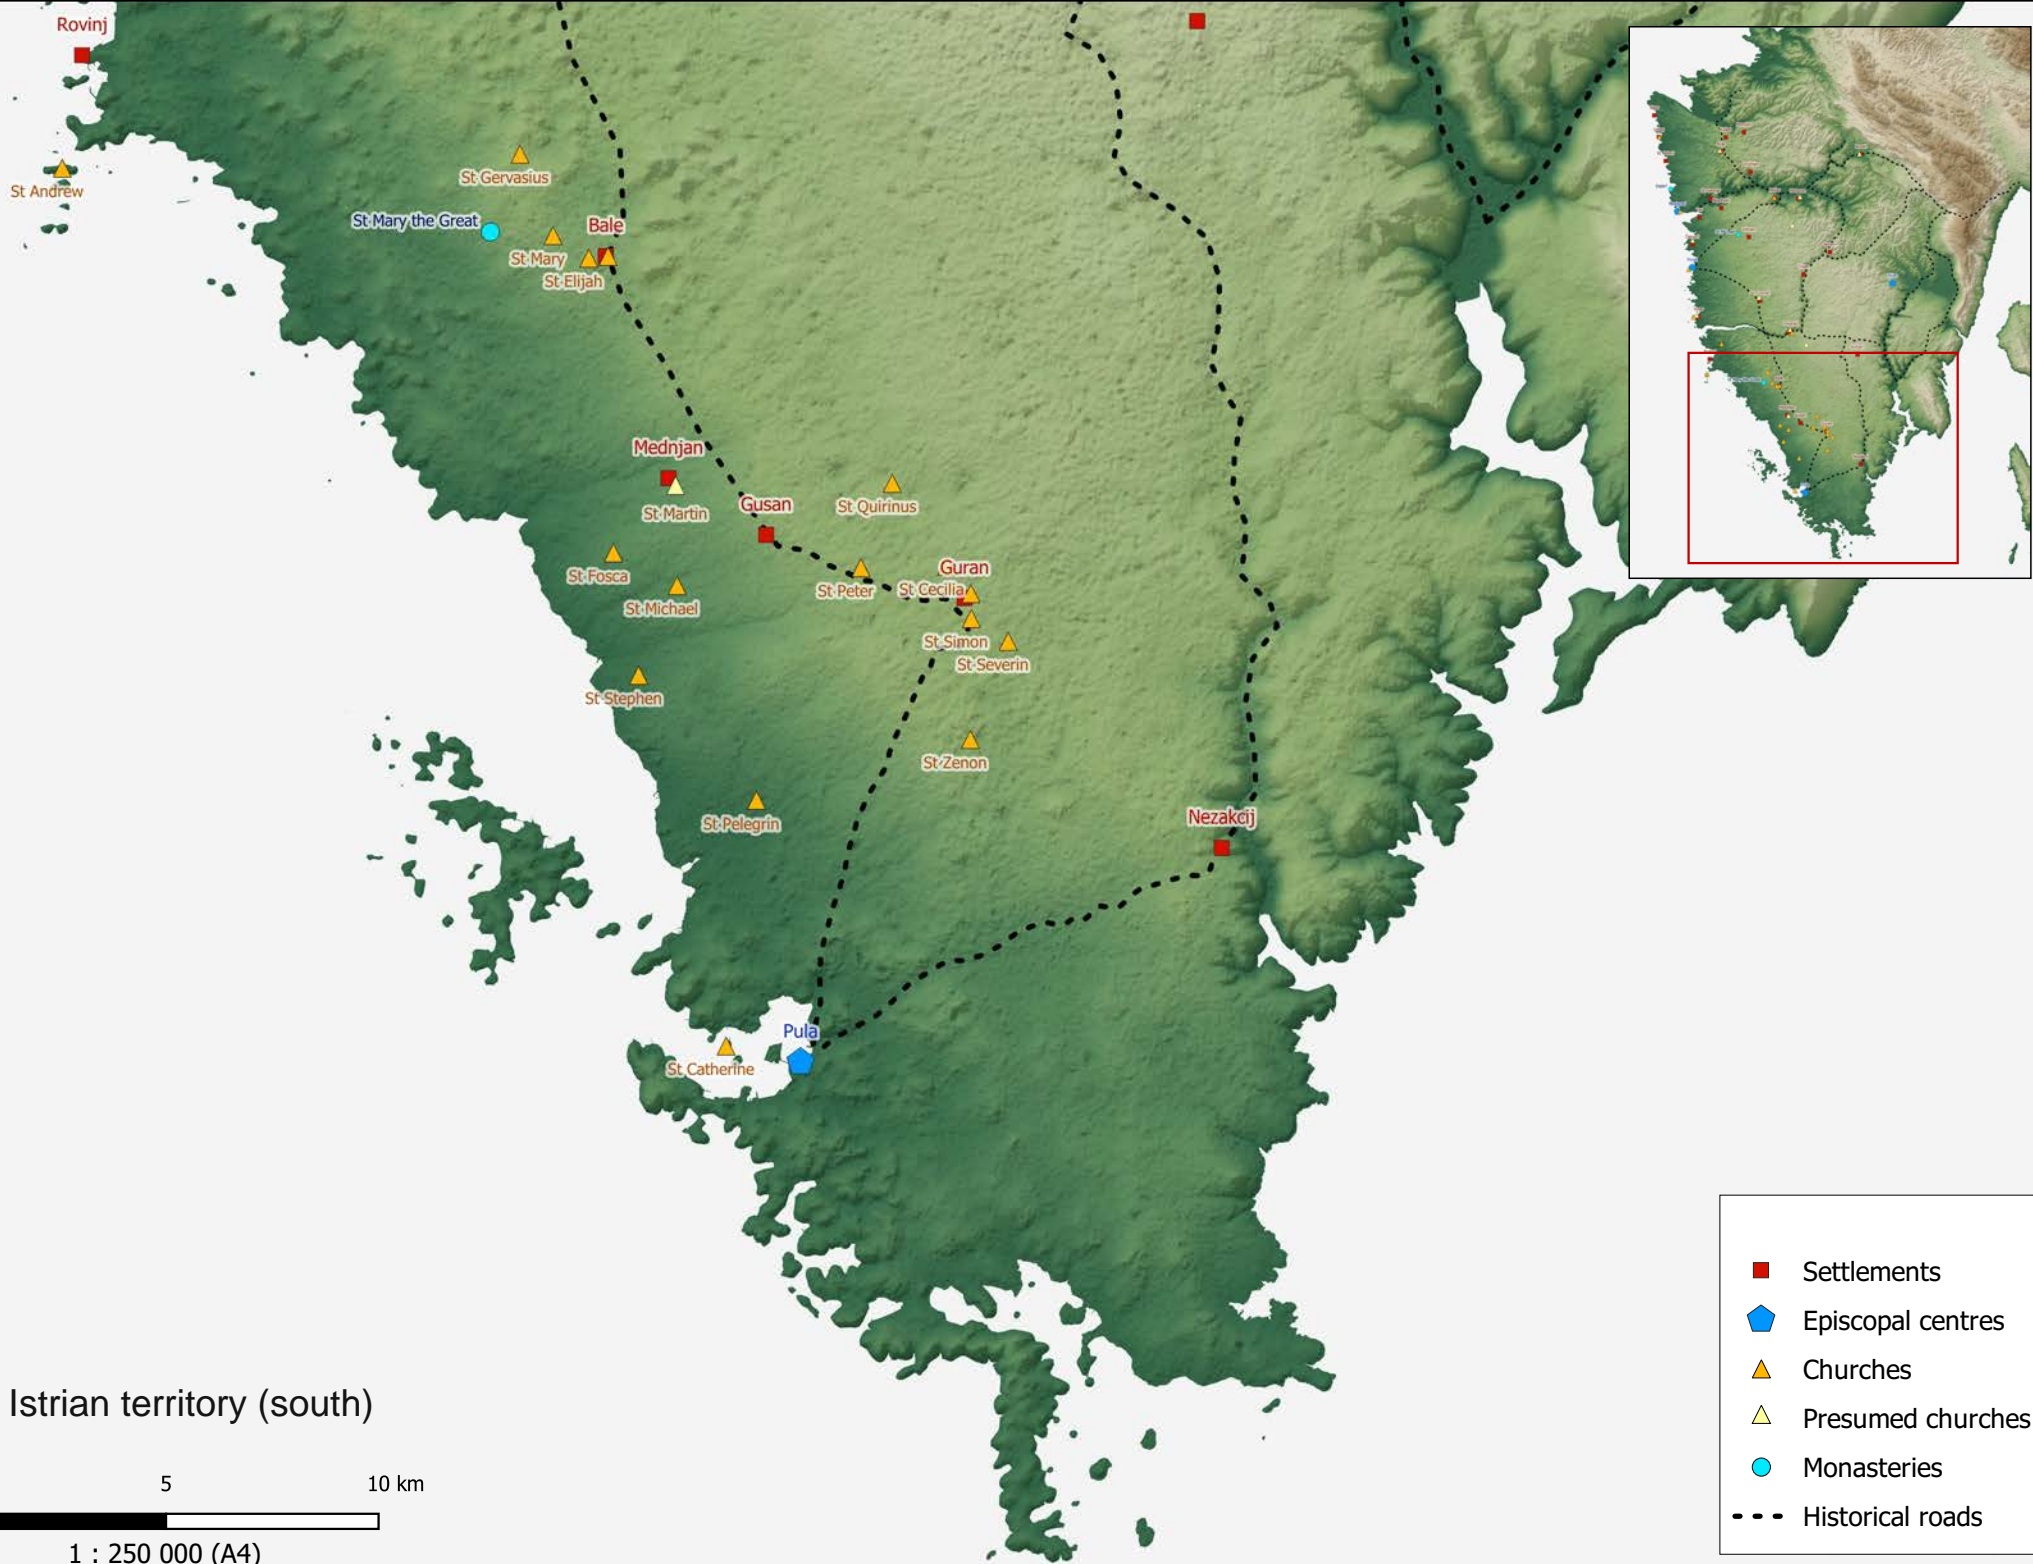 Rovinj
St Andrew
St Gervasius
St Mary the Great
Bale
St Mary
St Elijah
Mednjan
St Martin
Gusan
St Quirinus
St Fosca
St Michael
St Peter
Guran
St Cecilia
St Simon
St Severin
St Stephen
St Zenon
St Pelegrin
Nezakcij
Pula
St Catherine
Istrian territory (south)
5 10 km
1 : 250 000 (A4)
Settlements
Episcopal centres
Churches
Presumed churches
Monasteries
Historical roads